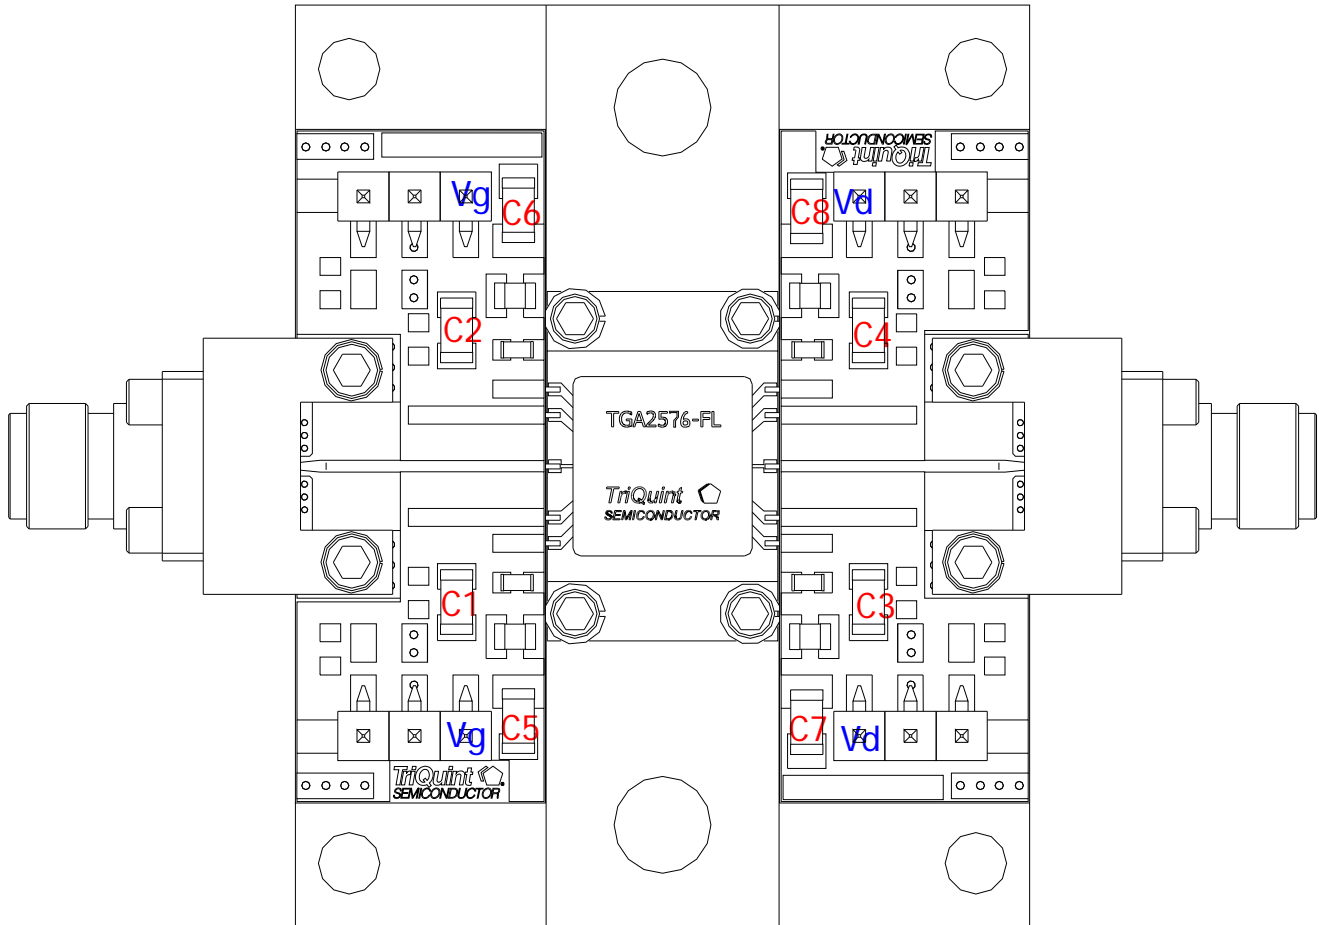 TriQuint
SEMICONDUCTOR
Vg
C6
C8
Vd
C2
C4
TGA2576-FL
TriQuint
SEMICONDUCTOR
C1
C3
C5
Vg
C7
Vd
TriQuint
SEMICONDUCTOR